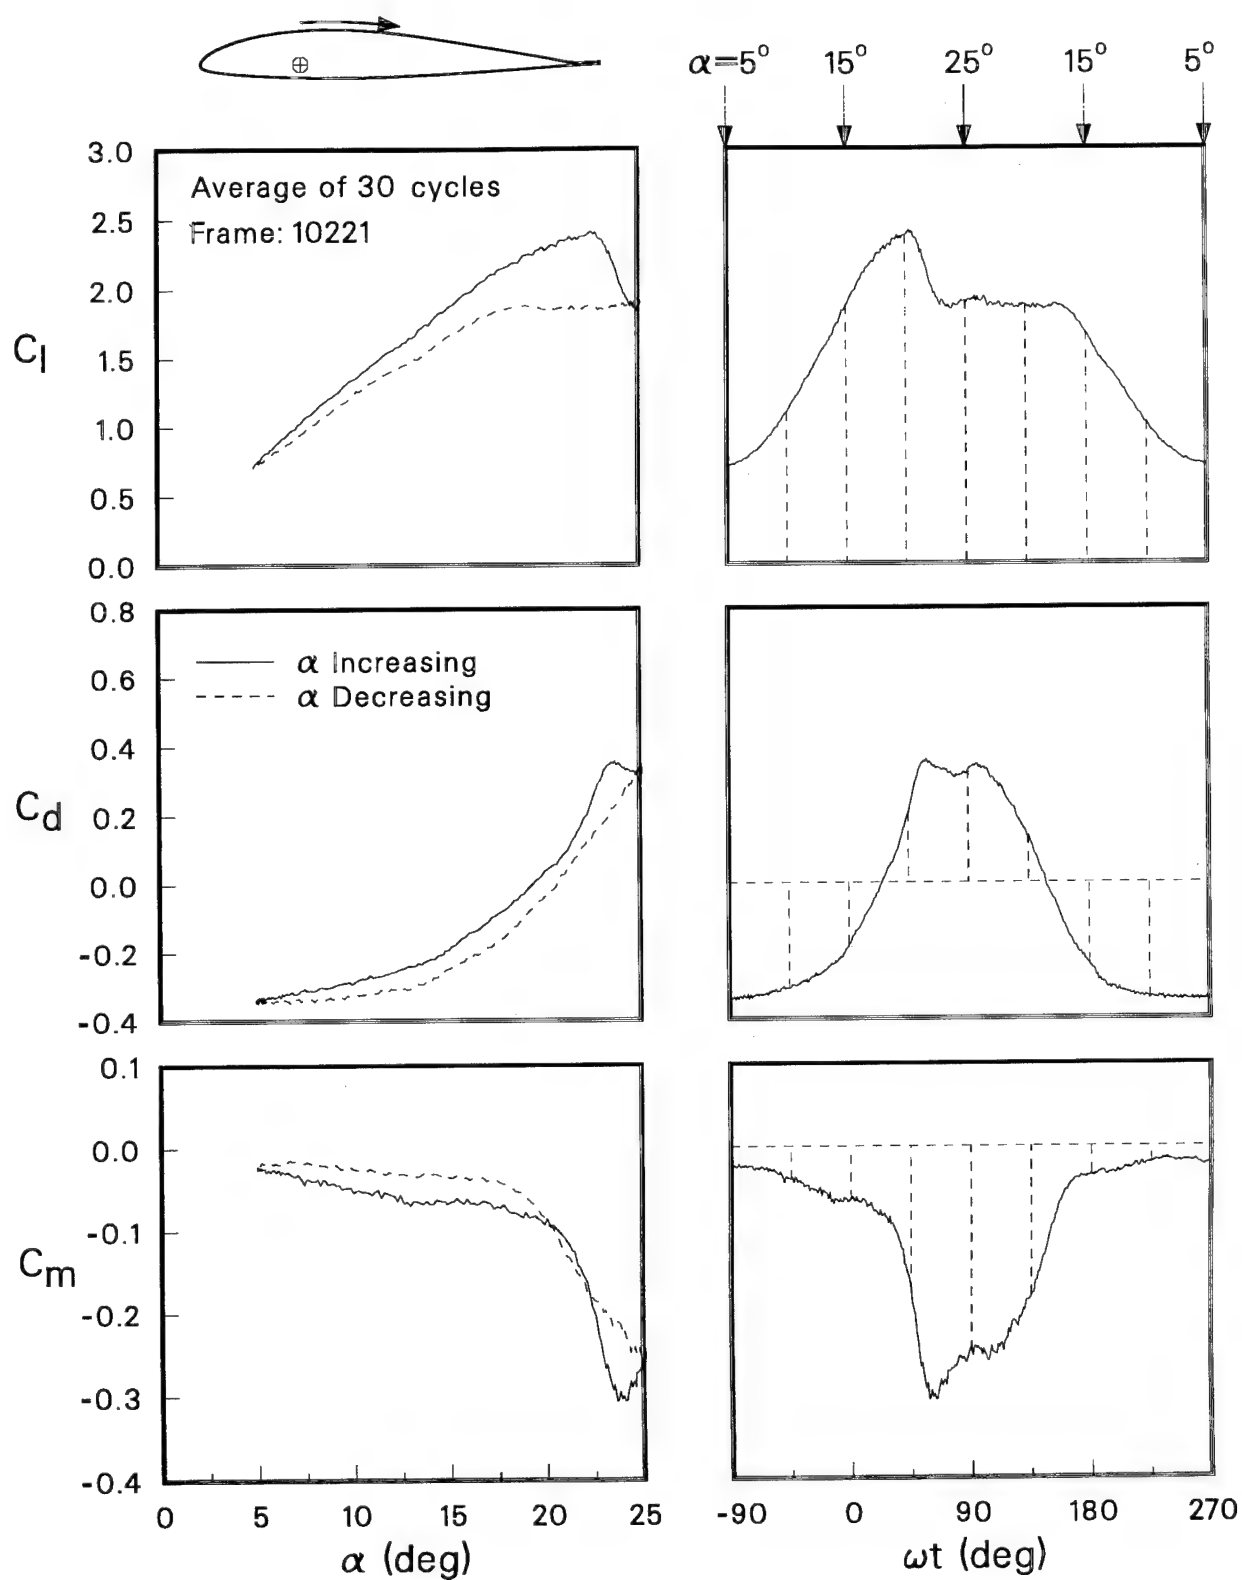 α=5° 15° 25° 15° 5°
3.0
2.5
2.0
1.5
1.0
0.5
0.0
Cl
Average of 30 cycles
Frame: 10221
0.8
0.6
0.4
0.2
0.0
-0.2
-0.4
Cd
α Increasing
α Decreasing
0.1
0.0
-0.1
-0.2
-0.3
-0.4
Cm
0 5 10 15 20 25
α (deg)
-90 0 90 180 270
ωt (deg)